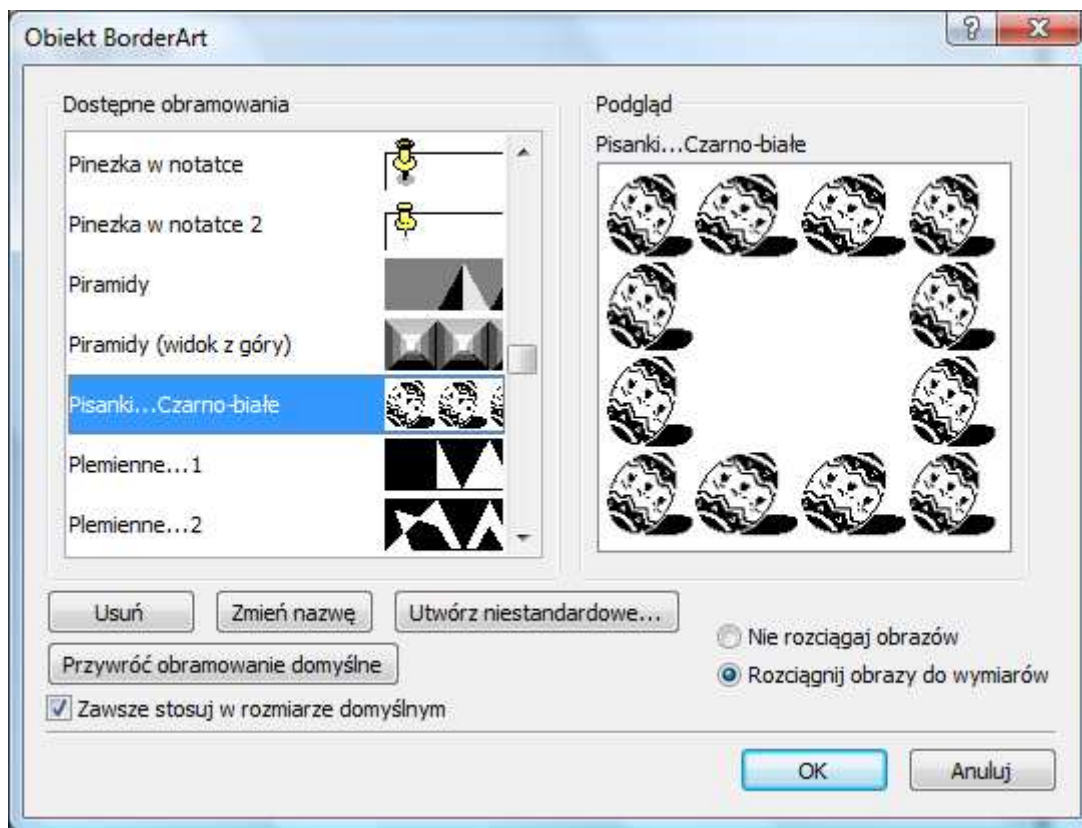 Obiekt BorderArt
Dostępne obramowania
Pinezka w notatce
Pinezka w notatce 2
Piramidy
Piramidy (widok z góry)
Pisanki...Czarno-białe
Plemienne...1
Plemienne...2
Podgląd
Pisanki...Czarno-białe
Usuń
Zmień nazwę
Utwórz niestandardowe...
Przywróć obramowanie domyślne
Zawsze stosuj w rozmiarze domyślnym
Nie rozciągaj obrazów
Rozciągnij obrazy do wymiarów
OK
Anuluj